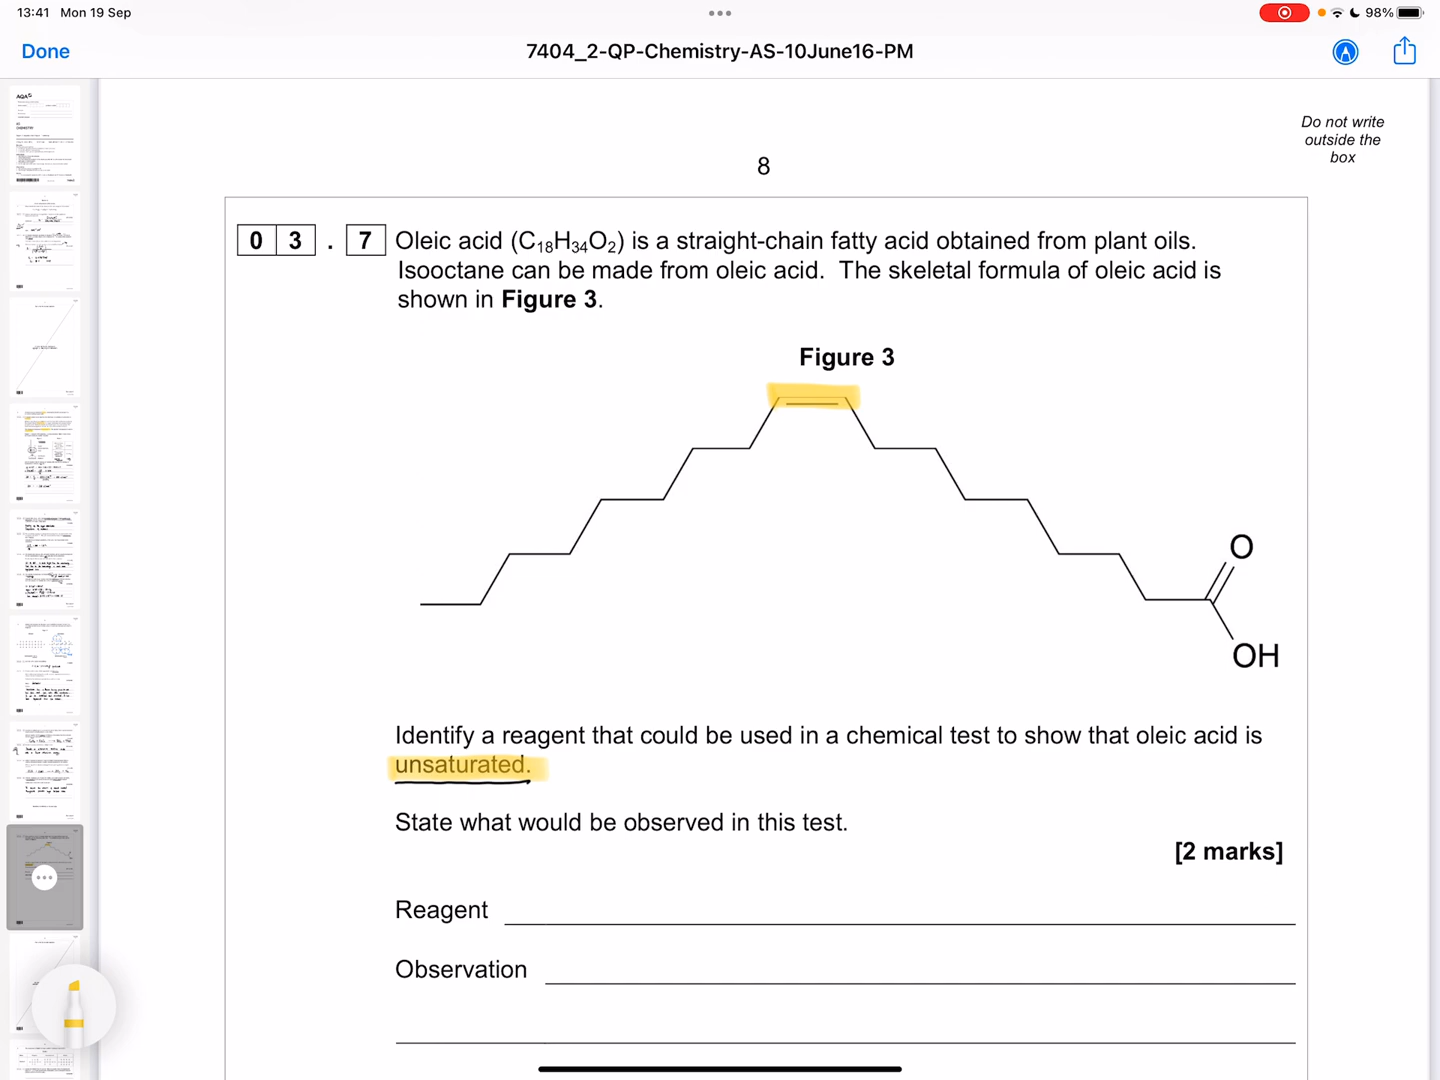 13:41 Mon 19 Sep
98%
Done
7404_2-QP-Chemistry-AS-10June16-PM
Do not write
outside the
box
8
0 3 . 7 Oleic acid (C₁₈H₃₄O₂) is a straight-chain fatty acid obtained from plant oils.
Isooctane can be made from oleic acid. The skeletal formula of oleic acid is
shown in Figure 3.
Figure 3
O
OH
Identify a reagent that could be used in a chemical test to show that oleic acid is
unsaturated.
State what would be observed in this test.
[2 marks]
Reagent
Observation
AQA